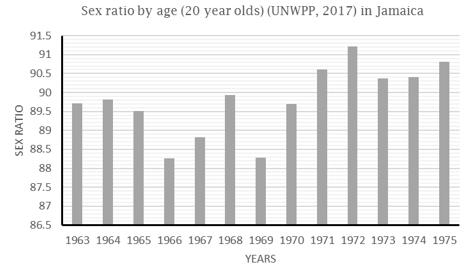 Sex ratio by age (20 year olds) (UNWPP, 2017) in Jamaica
91.5
91
90.5
90
89.5
89
88.5
88
87.5
87
86.5
SEX RATIO
1963 1964 1965 1966 1967 1968 1969 1970 1971 1972 1973 1974 1975
YEARS